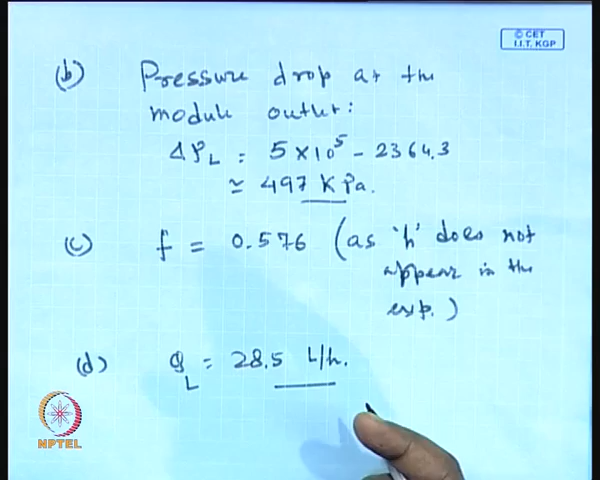 © CET
I.I.T. KGP
(b) Pressure drop at the
module outlet:
ΔP_L = 5 × 10^5 - 2364.3
≃ 497 K Pa.
(c) f = 0.576 (as 'h' does not
appear in the
exp.)
(d) Q_L = 28.5 L/h.
NPTEL